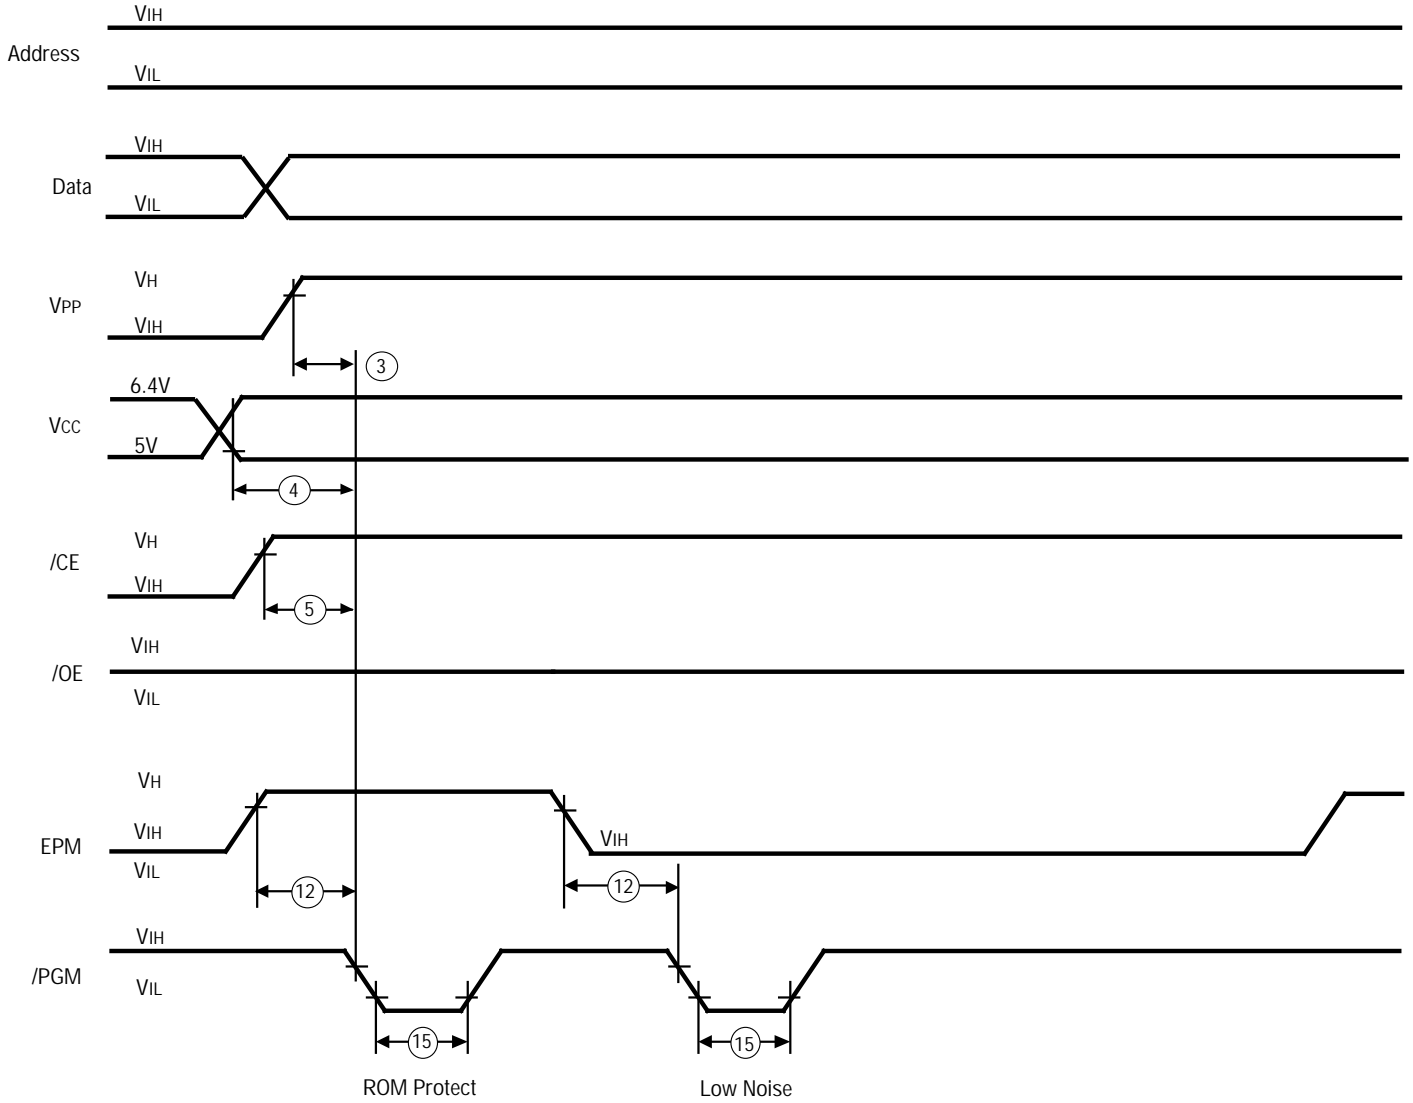 VIH
Address
VIL
VIH
Data
VIL
VH
VPP
VIH
3
6.4V
VCC
5V
4
VH
/CE
VIH
5
VIH
/OE
VIL
VH
VIH
VIH
EPM
VIL
12
12
VIH
/PGM
VIL
15
15
ROM Protect
Low Noise